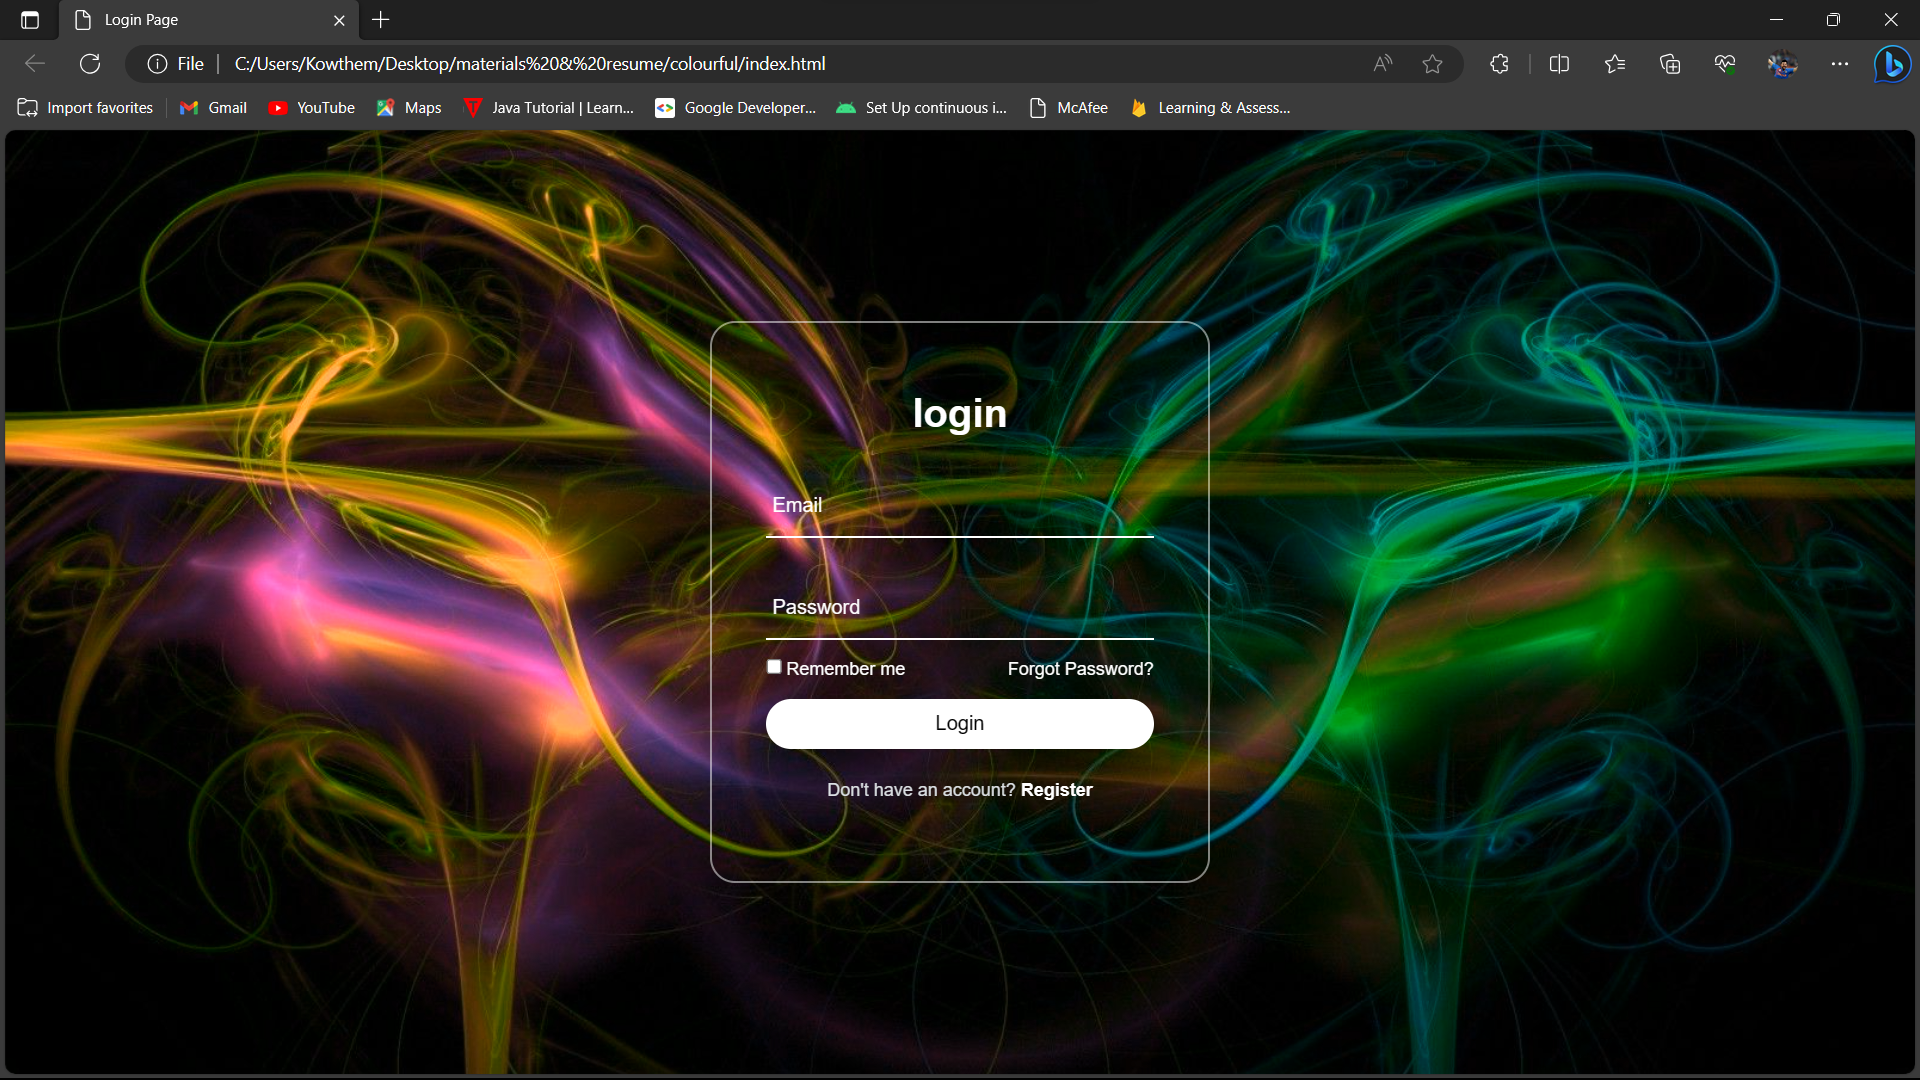 Login Page
File C:/Users/Kowthem/Desktop/materials%20&%20resume/colourful/index.html
Import favorites Gmail YouTube Maps Java Tutorial | Learn... Google Developer... Set Up continuous i... McAfee Learning & Assess...
login
Email
Password
Remember me Forgot Password?
Login
Don't have an account? Register